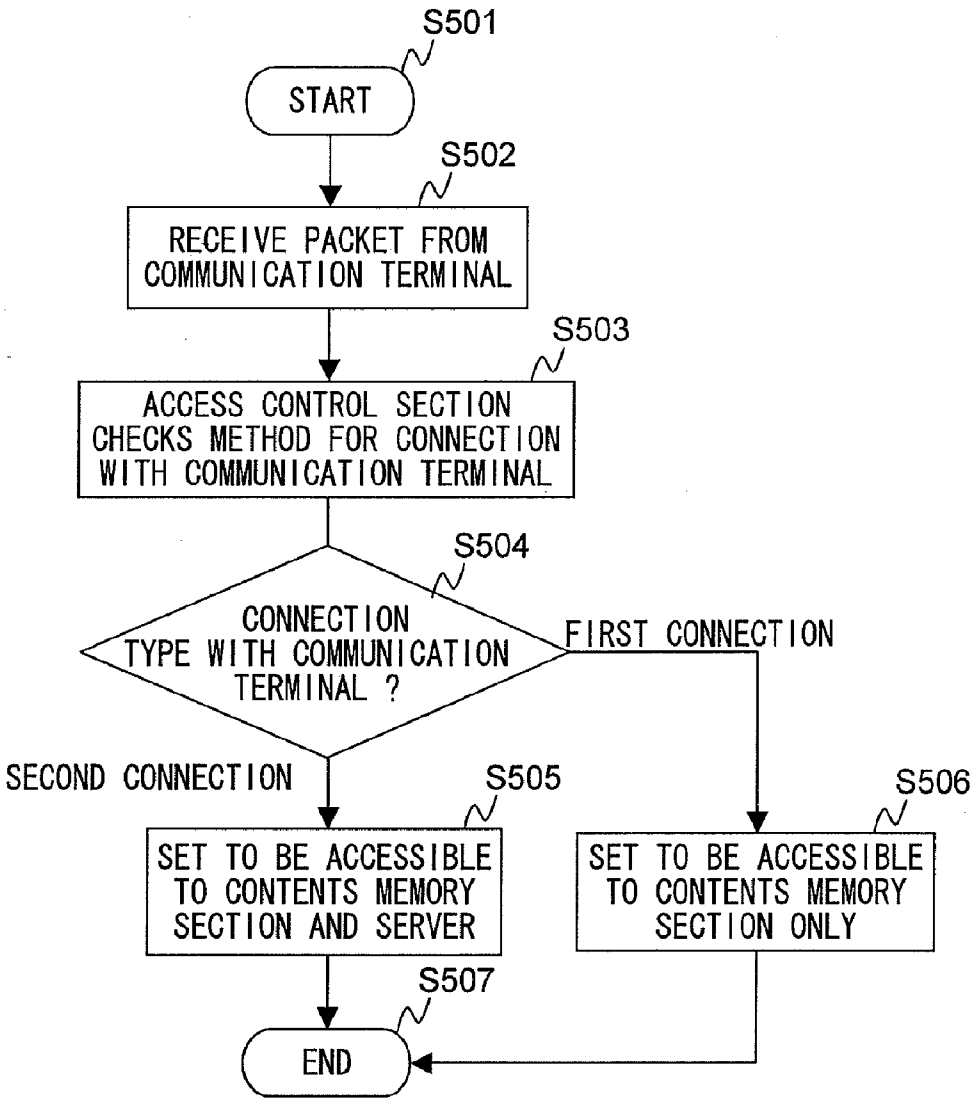 S501
START
S502
RECEIVE PACKET FROM
COMMUNICATION TERMINAL
S503
ACCESS CONTROL SECTION
CHECKS METHOD FOR CONNECTION
WITH COMMUNICATION TERMINAL
S504
CONNECTION
TYPE WITH COMMUNICATION
TERMINAL ?
FIRST CONNECTION
SECOND CONNECTION
S505
SET TO BE ACCESSIBLE
TO CONTENTS MEMORY
SECTION AND SERVER
S506
SET TO BE ACCESSIBLE
TO CONTENTS MEMORY
SECTION ONLY
S507
END